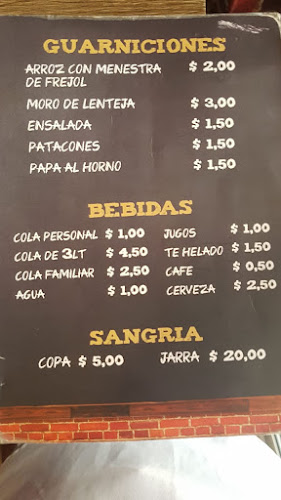 GUARNICIONES
ARROZ CON MENESTRA $ 2,00
DE FREJOL
MORO DE LENTEJA $ 3,00
ENSALADA $ 1,50
PATACONES $ 1,50
PAPA AL HORNO $ 1,50
BEBIDAS
COLA PERSONAL $ 1,00 JUGOS $ 1,00
COLA DE 3LT $ 4,50 TE HELADO $ 1,50
COLA FAMILIAR $ 2,50 CAFE $ 0,50
AGUA $ 1,00 CERVEZA $ 2,50
SANGRIA
COPA $ 5,00 JARRA $ 20,00